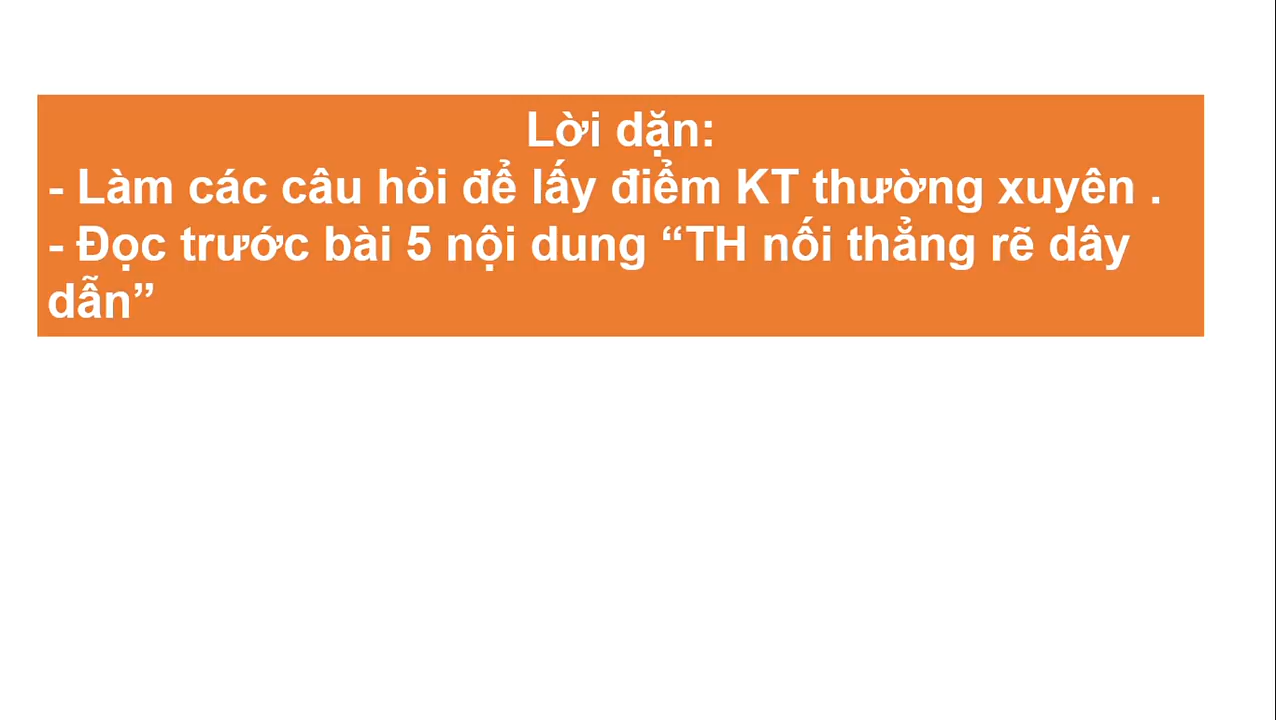 Lời dặn:
- Làm các câu hỏi để lấy điểm KT thường xuyên .
- Đọc trước bài 5 nội dung “TH nối thẳng rẽ dây
dẫn”